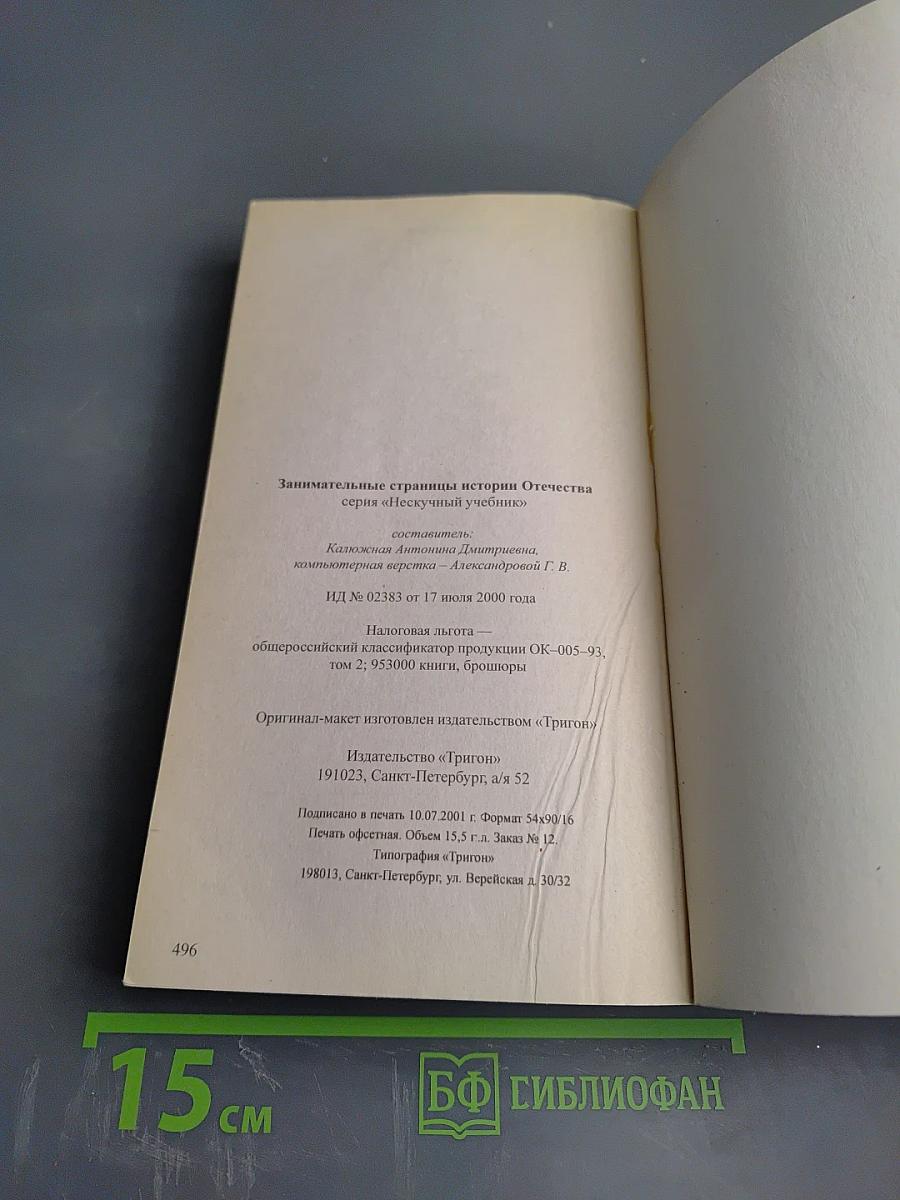 Занимательные страницы истории Отечества
серия «Нескучный учебник»
составитель:
Калюжная Антонина Дмитриевна,
компьютерная верстка – Александровой Г. В.
ИД № 02383 от 17 июля 2000 года
Налоговая льгота —
общероссийский классификатор продукции ОК–005–93,
том 2; 953000 книги, брошюры
Оригинал-макет изготовлен издательством «Тригон»
Издательство «Тригон»
191023, Санкт-Петербург, а/я 52
Подписано в печать 10.07.2001 г. Формат 54х90/16
Печать офсетная. Объем 15,5 г.л. Заказ № 12.
Типография «Тригон»
198013, Санкт-Петербург, ул. Верейская д. 30/32
496
15 см
БФ БИБЛИОФАН